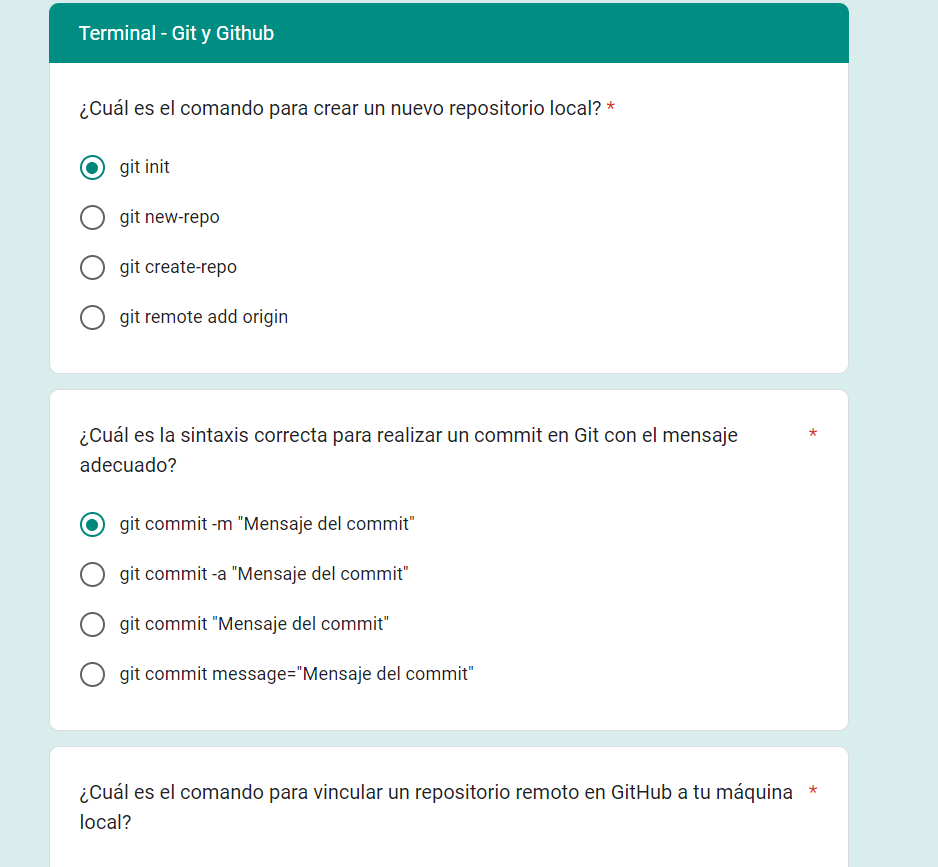 Terminal - Git y Github
¿Cuál es el comando para crear un nuevo repositorio local? *
git init
git new-repo
git create-repo
git remote add origin
¿Cuál es la sintaxis correcta para realizar un commit en Git con el mensaje *
adecuado?
git commit -m "Mensaje del commit"
git commit -a "Mensaje del commit"
git commit "Mensaje del commit"
git commit message="Mensaje del commit"
¿Cuál es el comando para vincular un repositorio remoto en GitHub a tu máquina *
local?